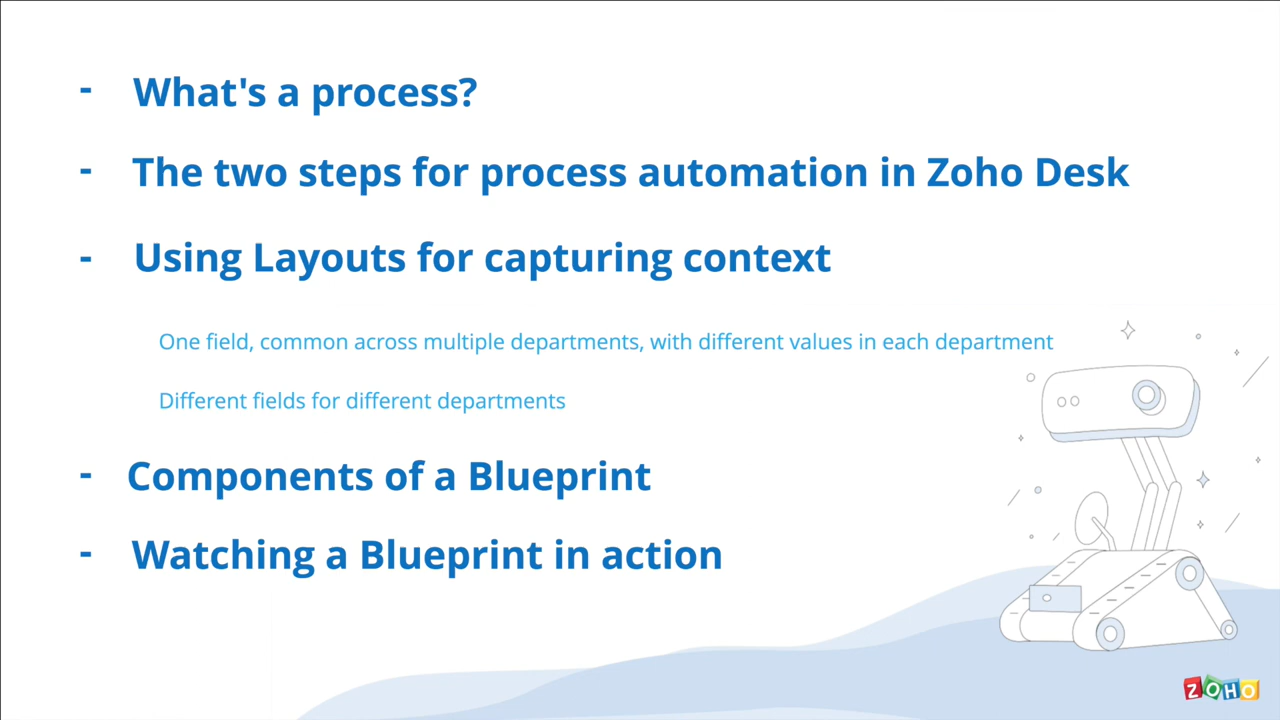 - What's a process?
- The two steps for process automation in Zoho Desk
- Using Layouts for capturing context
One field, common across multiple departments, with different values in each department
Different fields for different departments
- Components of a Blueprint
- Watching a Blueprint in action
ZOHO